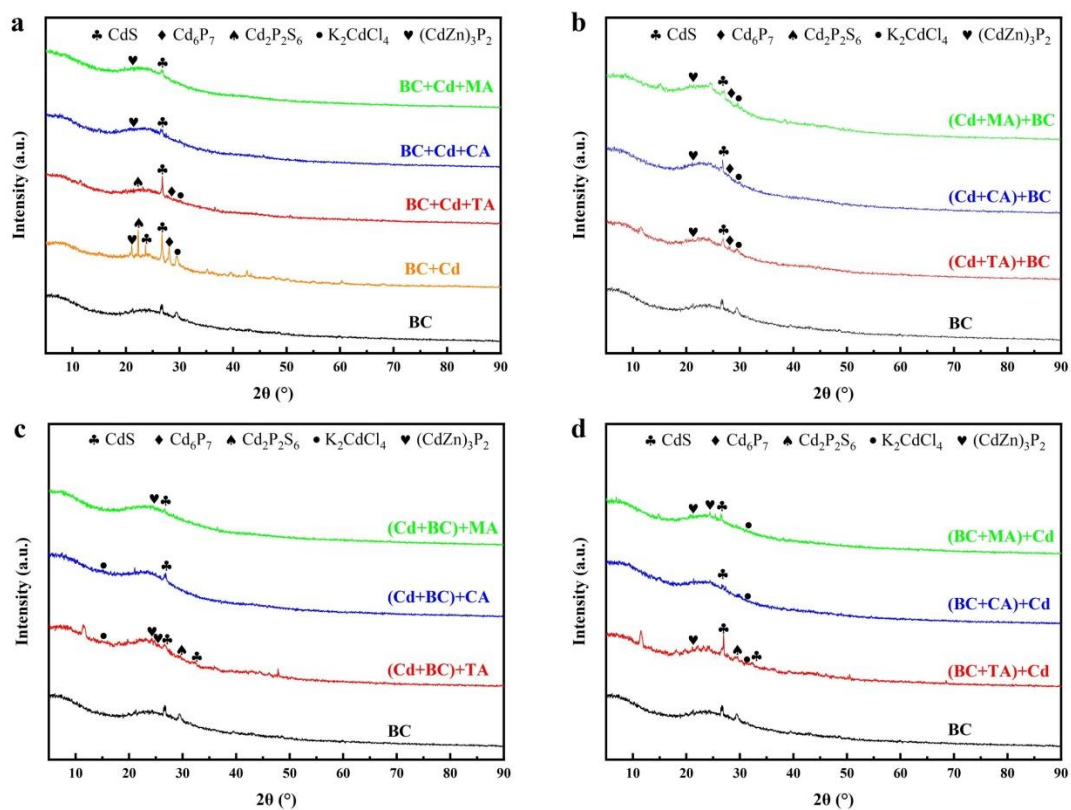 a
♣ CdS ♦ Cd₆P₇ ♠ Cd₂P₂S₆ ● K₂CdCl₄ ♥ (CdZn)₃P₂
BC+Cd+MA
BC+Cd+CA
BC+Cd+TA
BC+Cd
BC
Intensity (a.u.)
10 20 30 40 50 60 70 80 90
2θ (°)
b
♣ CdS ♦ Cd₆P₇ ♠ Cd₂P₂S₆ ● K₂CdCl₄ ♥ (CdZn)₃P₂
(Cd+MA)+BC
(Cd+CA)+BC
(Cd+TA)+BC
BC
Intensity (a.u.)
10 20 30 40 50 60 70 80 90
2θ (°)
c
♣ CdS ♦ Cd₆P₇ ♠ Cd₂P₂S₆ ● K₂CdCl₄ ♥ (CdZn)₃P₂
(Cd+BC)+MA
(Cd+BC)+CA
(Cd+BC)+TA
BC
Intensity (a.u.)
10 20 30 40 50 60 70 80 90
2θ (°)
d
♣ CdS ♦ Cd₆P₇ ♠ Cd₂P₂S₆ ● K₂CdCl₄ ♥ (CdZn)₃P₂
(BC+MA)+Cd
(BC+CA)+Cd
(BC+TA)+Cd
BC
Intensity (a.u.)
10 20 30 40 50 60 70 80 90
2θ (°)